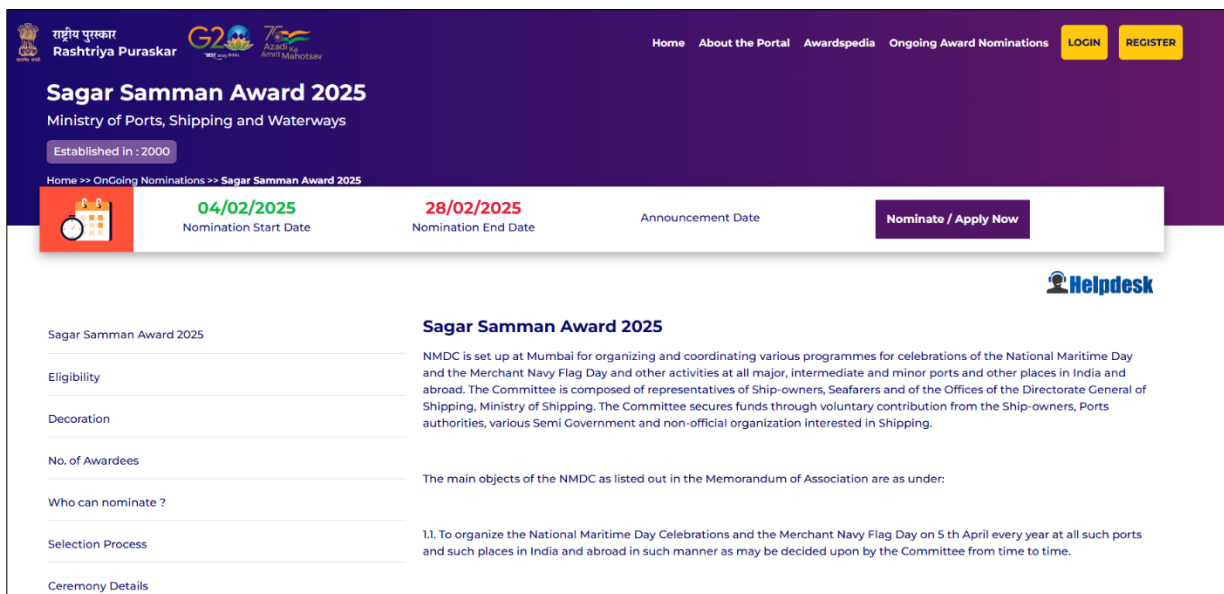 राष्ट्रीय पुरस्कार
Rashtriya Puraskar
G20
Azadi Ka
Amrit Mahotsav
Home About the Portal Awardspedia Ongoing Award Nominations LOGIN REGISTER
Sagar Samman Award 2025
Ministry of Ports, Shipping and Waterways
Established in : 2000
Home >> OnGoing Nominations >> Sagar Samman Award 2025
04/02/2025
Nomination Start Date
28/02/2025
Nomination End Date
Announcement Date
Nominate / Apply Now
Helpdesk
Sagar Samman Award 2025
Eligibility
Decoration
No. of Awardees
Who can nominate ?
Selection Process
Ceremony Details
Sagar Samman Award 2025
NMDC is set up at Mumbai for organizing and coordinating various programmes for celebrations of the National Maritime Day
and the Merchant Navy Flag Day and other activities at all major, intermediate and minor ports and other places in India and
abroad. The Committee is composed of representatives of Ship-owners, Seafarers and of the Offices of the Directorate General of
Shipping, Ministry of Shipping. The Committee secures funds through voluntary contribution from the Ship-owners, Ports
authorities, various Semi Government and non-official organization interested in Shipping.
The main objects of the NMDC as listed out in the Memorandum of Association are as under:
1.1. To organize the National Maritime Day Celebrations and the Merchant Navy Flag Day on 5 th April every year at all such ports
and such places in India and abroad in such manner as may be decided upon by the Committee from time to time.